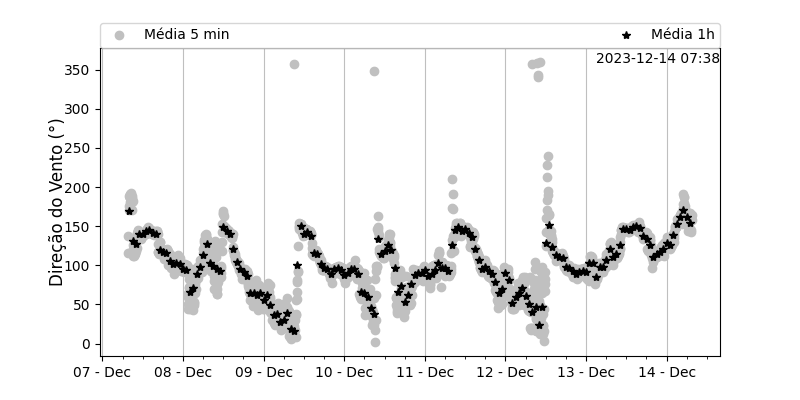 Média 5 min
Média 1h
2023-12-14 07:38
Direção do Vento (°)
350
300
250
200
150
100
50
0
07 - Dec
08 - Dec
09 - Dec
10 - Dec
11 - Dec
12 - Dec
13 - Dec
14 - Dec